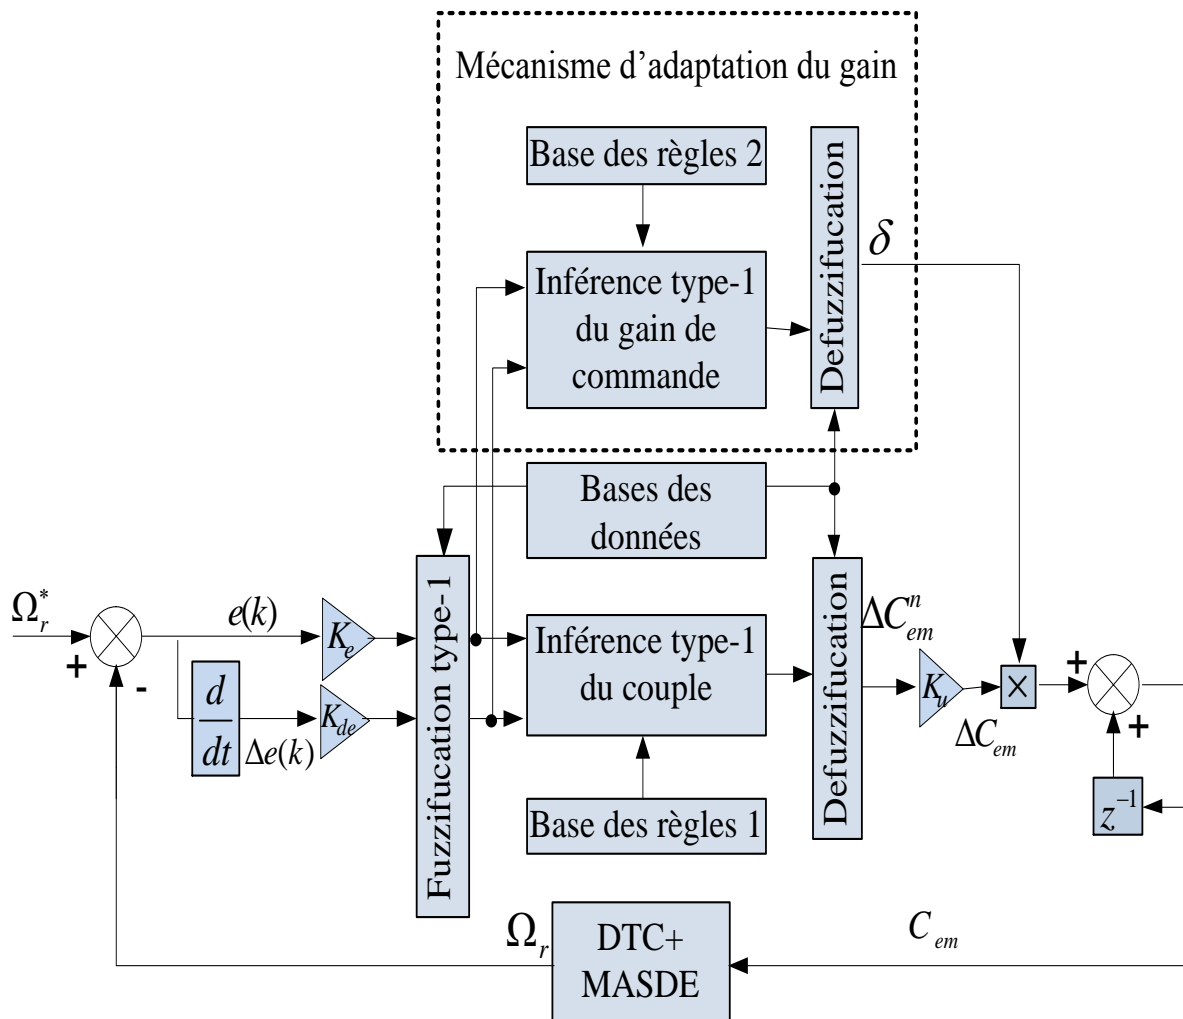 Mécanisme d'adaptation du gain
Base des règles 2
Defuzzifucation
δ
Inférence type-1
du gain de
commande
Bases des
données
Fuzzifucation type-1
Defuzzifucation
Ω*r
+
-
e(k)
Ke
d
dt
Δe(k)
Kde
Inférence type-1
du couple
ΔCnem
Ku
ΔCem
×
+
+
z−1
Base des règles 1
Ωr
DTC+
MASDE
Cem